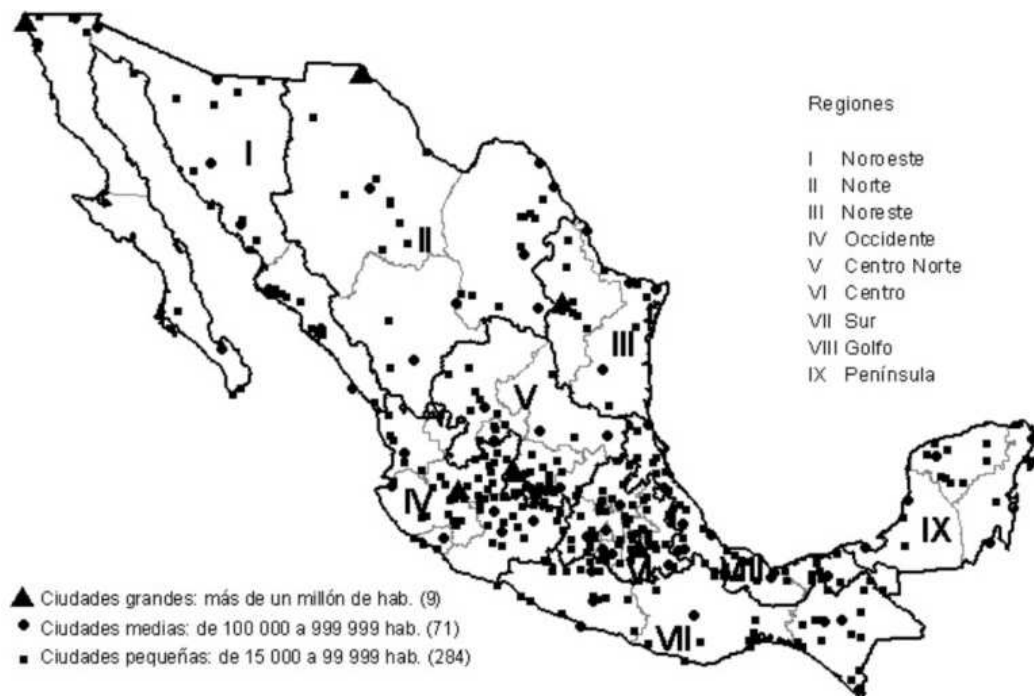 Regiones
I Noroeste
II Norte
III Noreste
IV Occidente
V Centro Norte
VI Centro
VII Sur
VIII Golfo
IX Península
I
II
III
V
IV
IX
VI
VIII
VII
Ciudades grandes: más de un millón de hab. (9)
Ciudades medias: de 100 000 a 999 999 hab. (71)
Ciudades pequeñas: de 15 000 a 99 999 hab. (284)